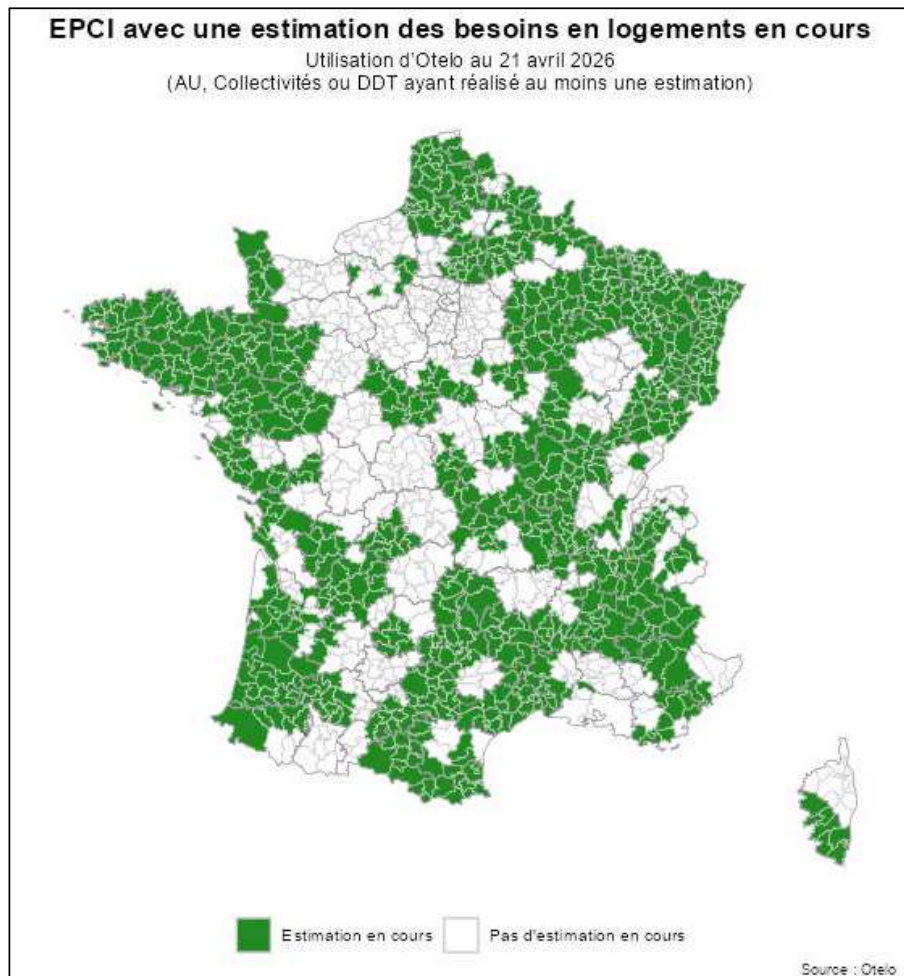 EPCI avec une estimation des besoins en logements en cours
Utilisation d'Otelo au 21 avril 2026
(AU, Collectivités ou DDT ayant réalisé au moins une estimation)
Estimation en cours
Pas d'estimation en cours
Source : Otelo